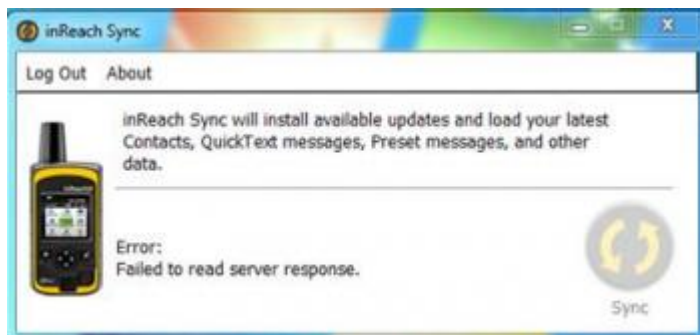 inReach Sync
Log Out About
inReach Sync will install available updates and load your latest
Contacts, QuickText messages, Preset messages, and other
data.
Error:
Failed to read server response.
Sync